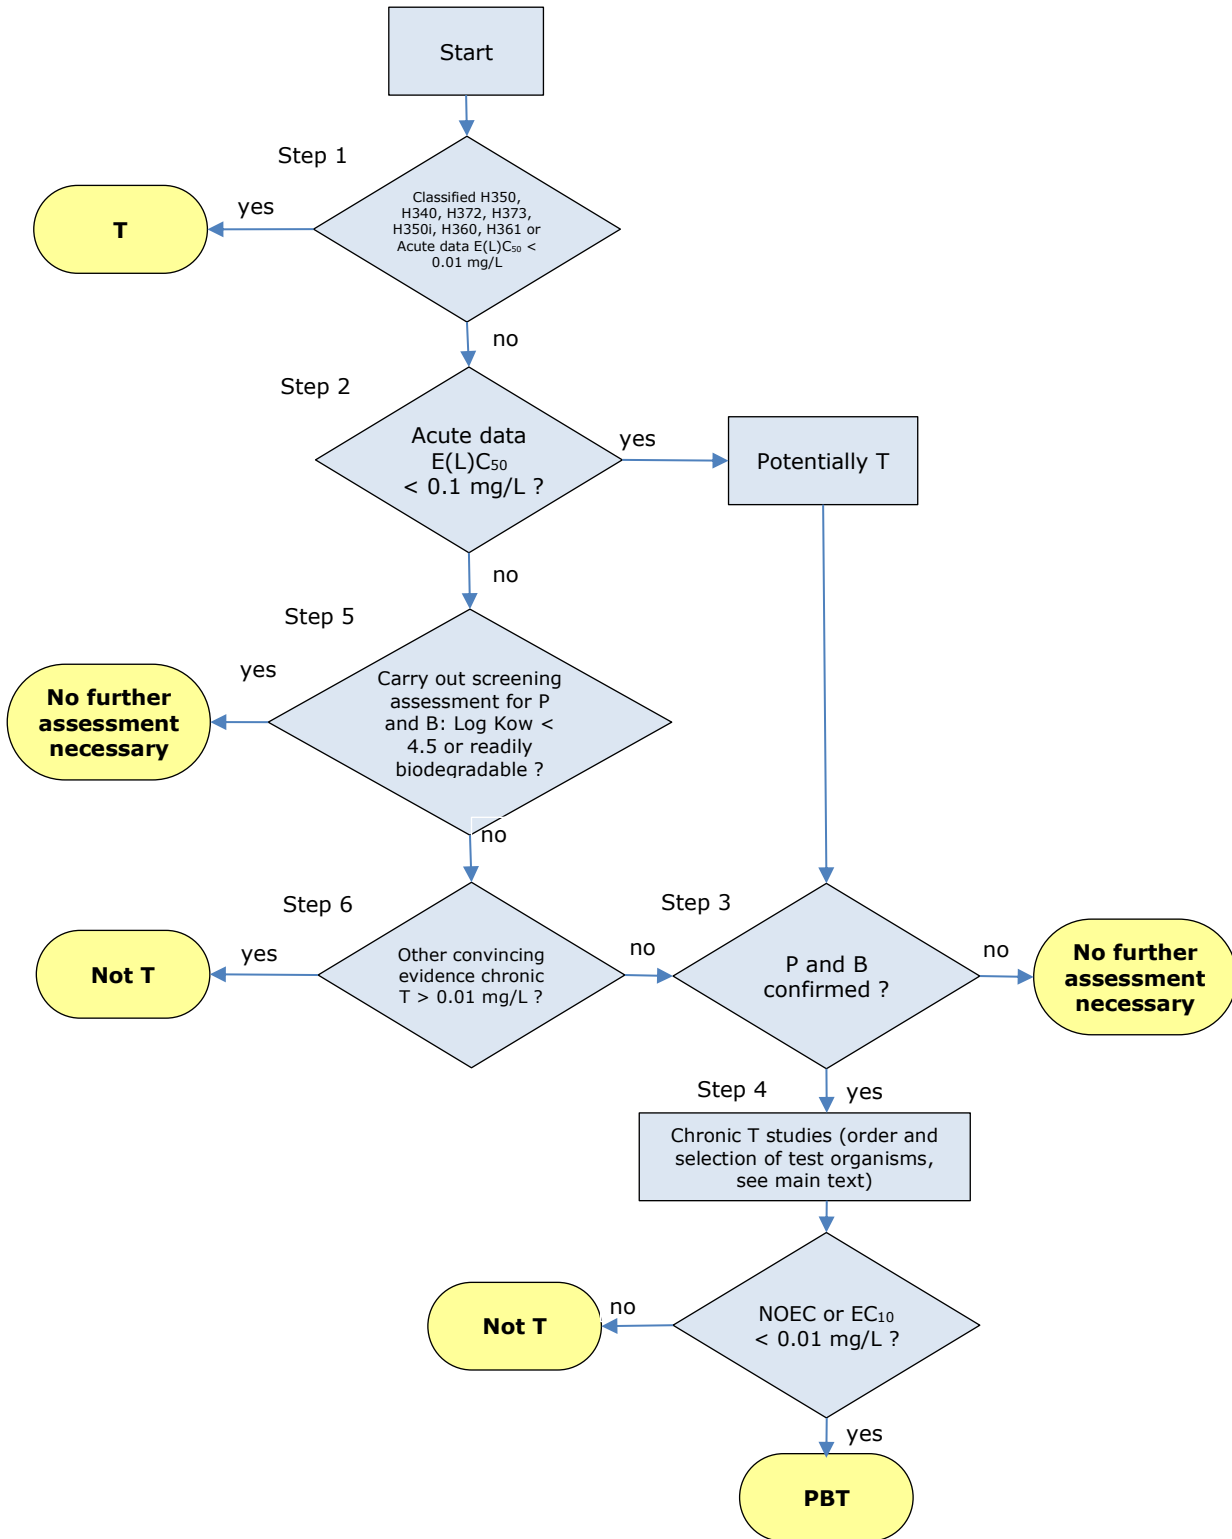 Start
Step 1
Classified H350,
H340, H372, H373,
H350i, H360, H361 or
Acute data E(L)C₅₀ <
0.01 mg/L
yes
T
no
Step 2
Acute data
E(L)C₅₀
< 0.1 mg/L ?
yes
Potentially T
no
Step 5
Carry out screening
assessment for P
and B: Log Kow <
4.5 or readily
biodegradable ?
yes
No further
assessment
necessary
no
Step 6
Other convincing
evidence chronic
T > 0.01 mg/L ?
yes
Not T
no
Step 3
P and B
confirmed ?
no
No further
assessment
necessary
yes
Step 4
Chronic T studies (order and
selection of test organisms,
see main text)
NOEC or EC₁₀
< 0.01 mg/L ?
no
Not T
yes
PBT